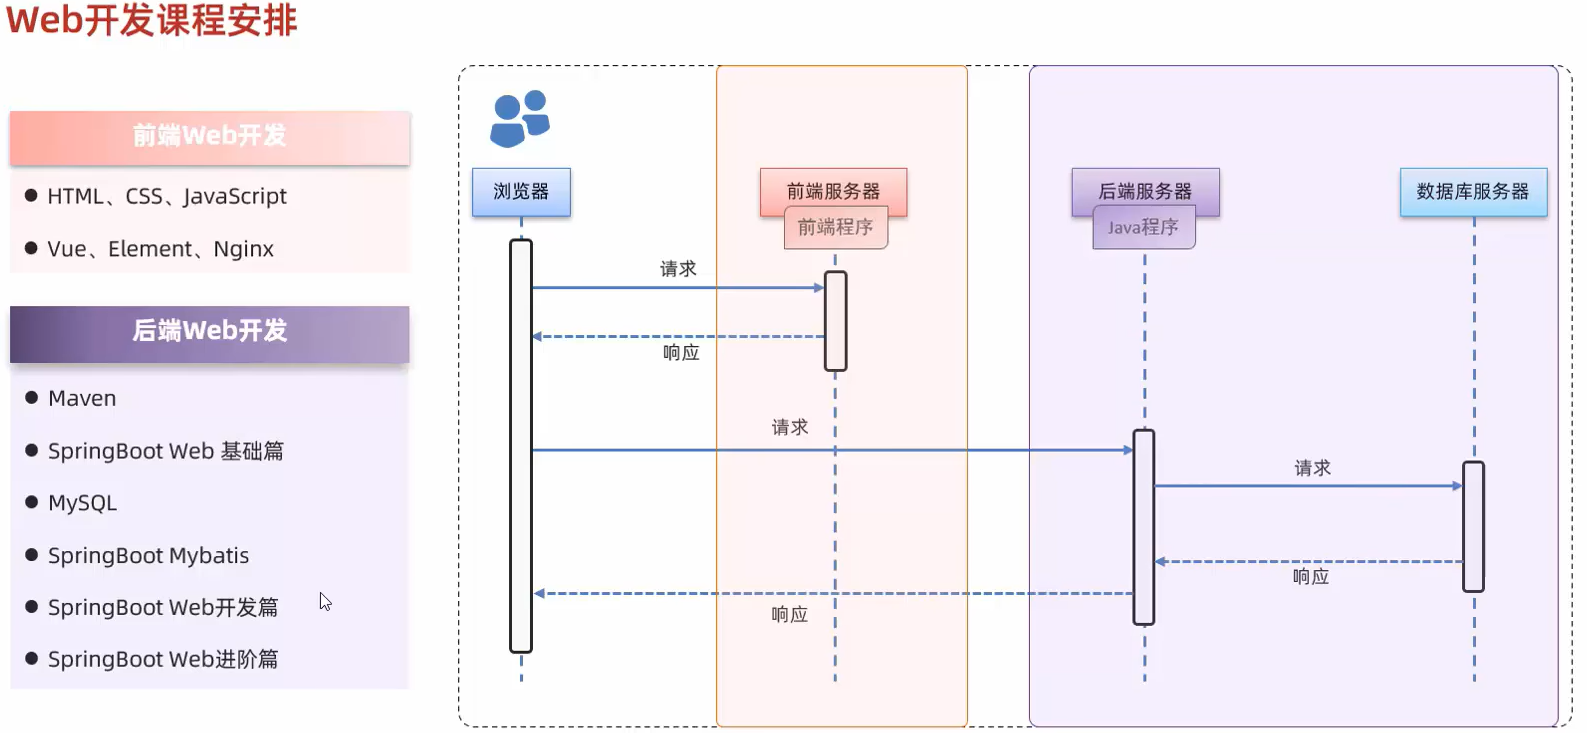 Web开发课程安排
前端Web开发
HTML、CSS、JavaScript
Vue、Element、Nginx
后端Web开发
Maven
SpringBoot Web 基础篇
MySQL
SpringBoot Mybatis
SpringBoot Web开发篇
SpringBoot Web进阶篇
浏览器
前端服务器
前端程序
后端服务器
Java程序
数据库服务器
请求
响应
请求
请求
响应
响应